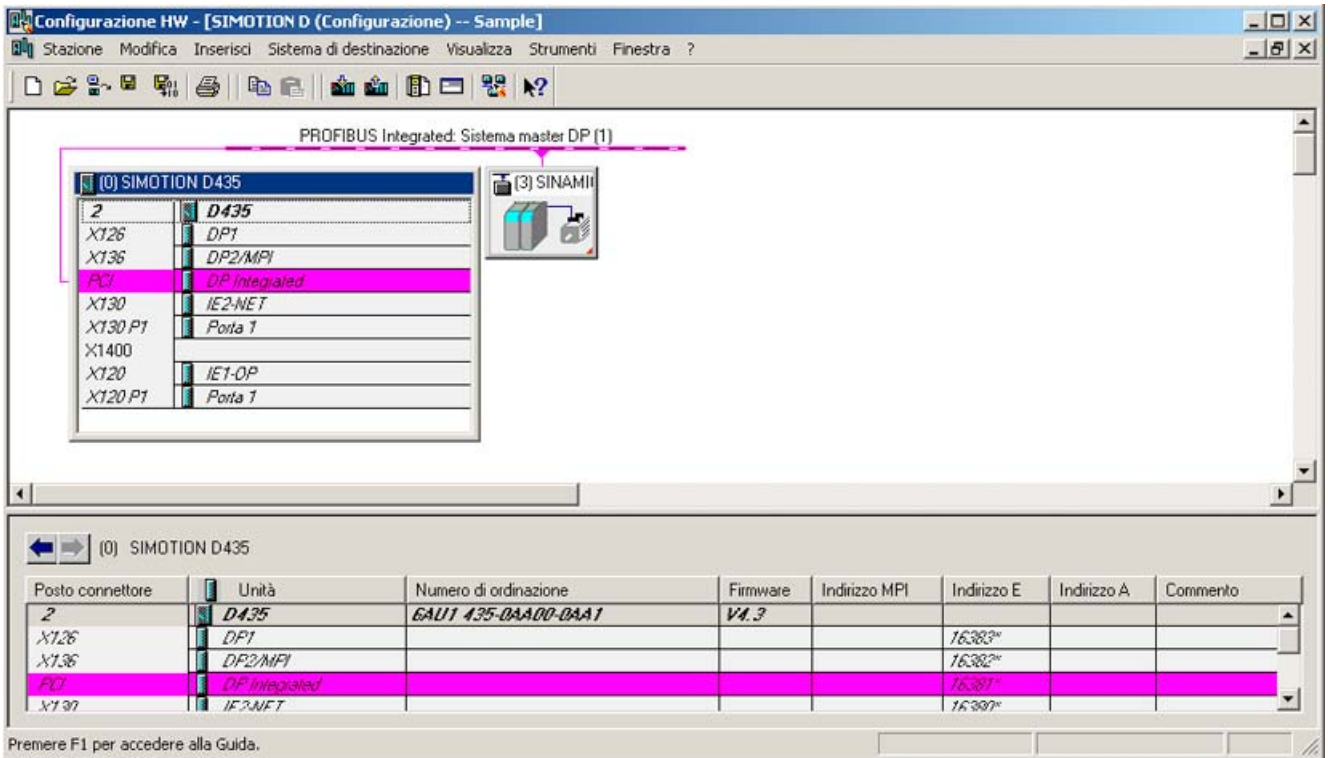 Configurazione HW - [SIMOTION D (Configurazione) -- Sample]
Stazione Modifica Inserisci Sistema di destinazione Visualizza Strumenti Finestra ?
PROFIBUS Integrated: Sistema master DP (1)
(0) SIMOTION D435
2 D435
X126 DP1
X136 DP2/MPI
PCI DP Integrated
X130 IE2-NET
X130 P1 Porta 1
X1400
X120 IE1-OP
X120 P1 Porta 1
(3) SINAMI
(0) SIMOTION D435
Posto connettore Unità Numero di ordinazione Firmware Indirizzo MPI Indirizzo E Indirizzo A Commento
2 D435 6AU1 435-0AA00-0AA1 V4.3
X126 DP1 16383*
X136 DP2/MPI 16382*
PCI DP Integrated 16381*
X130 IE2-NET 16380*
Premere F1 per accedere alla Guida.